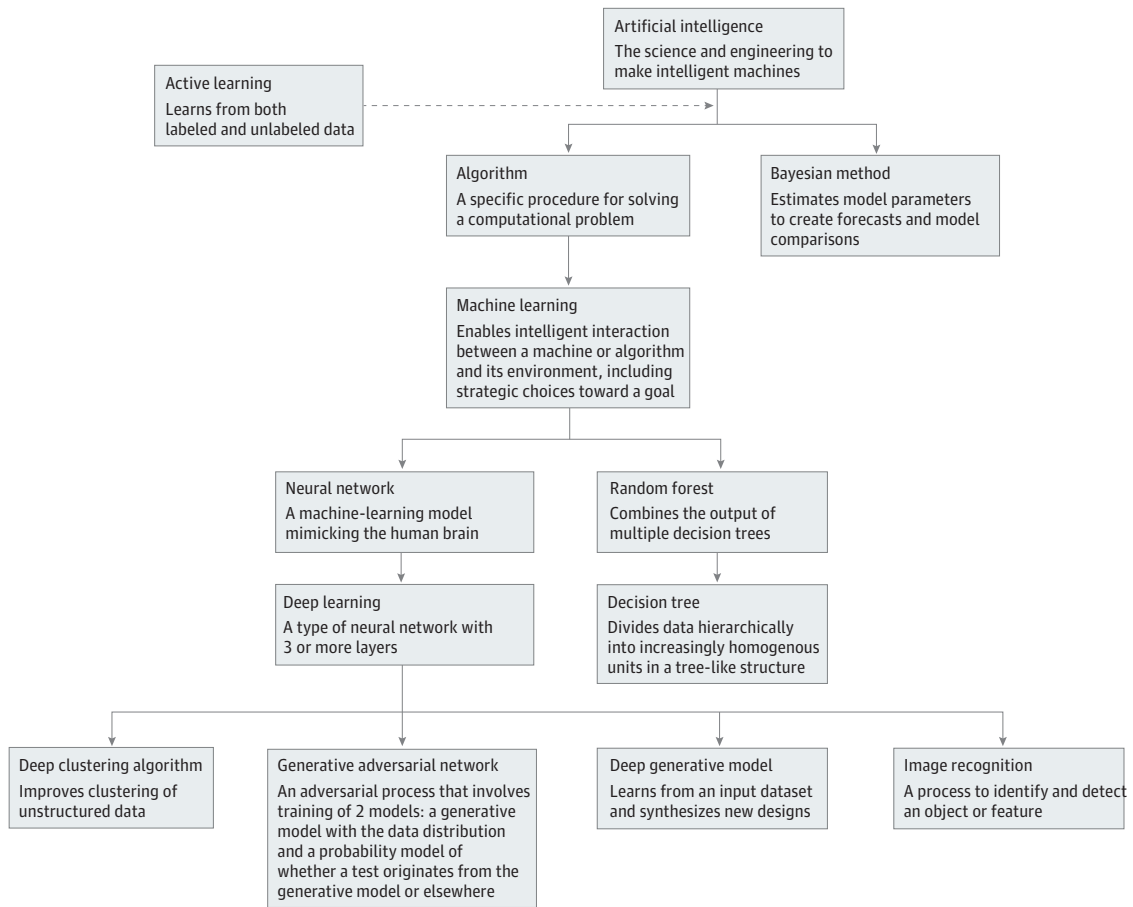 Artificial intelligence
The science and engineering to
make intelligent machines
Active learning
Learns from both
labeled and unlabeled data
Algorithm
A specific procedure for solving
a computational problem
Bayesian method
Estimates model parameters
to create forecasts and model
comparisons
Machine learning
Enables intelligent interaction
between a machine or algorithm
and its environment, including
strategic choices toward a goal
Neural network
A machine-learning model
mimicking the human brain
Random forest
Combines the output of
multiple decision trees
Deep learning
A type of neural network with
3 or more layers
Decision tree
Divides data hierarchically
into increasingly homogenous
units in a tree-like structure
Deep clustering algorithm
Improves clustering of
unstructured data
Generative adversarial network
An adversarial process that involves
training of 2 models: a generative
model with the data distribution
and a probability model of
whether a test originates from the
generative model or elsewhere
Deep generative model
Learns from an input dataset
and synthesizes new designs
Image recognition
A process to identify and detect
an object or feature